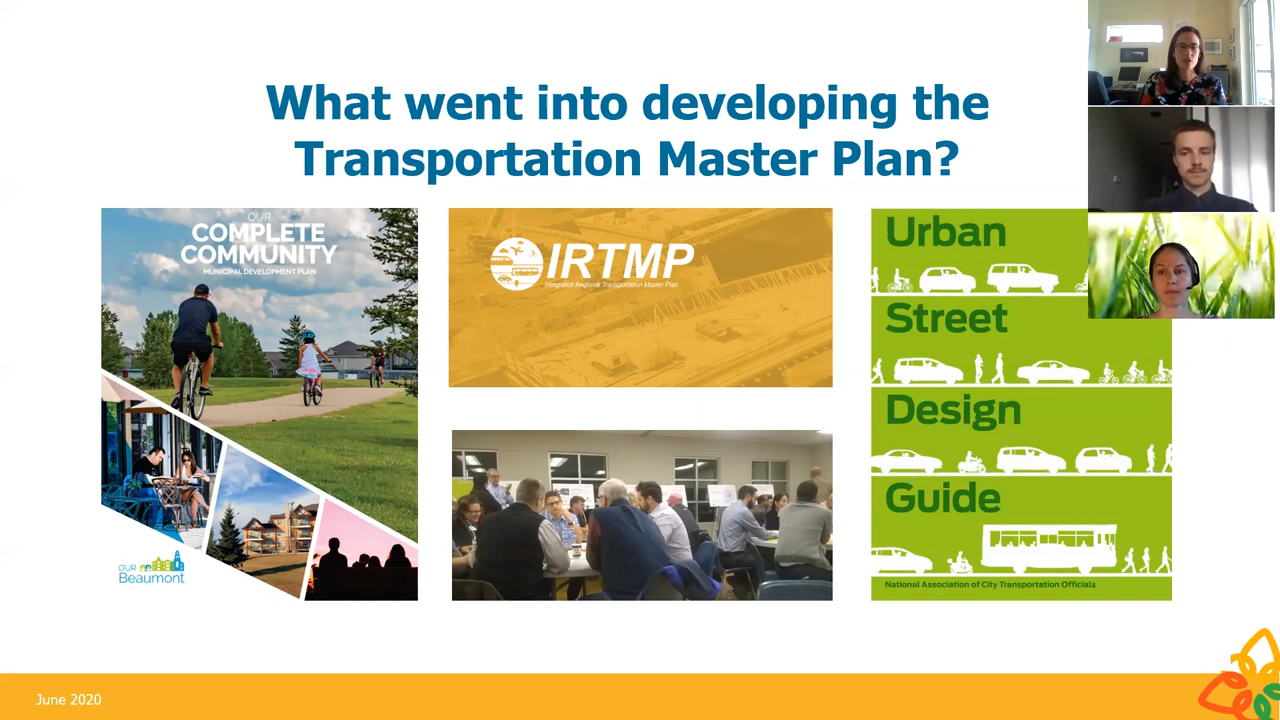 What went into developing the
Transportation Master Plan?
OUR
COMPLETE
COMMUNITY
MUNICIPAL DEVELOPMENT PLAN
OUR
Beaumont
IRTMP
Integrated Regional Transportation Master Plan
Urban
Street
Design
Guide
National Association of City Transportation Officials
June 2020